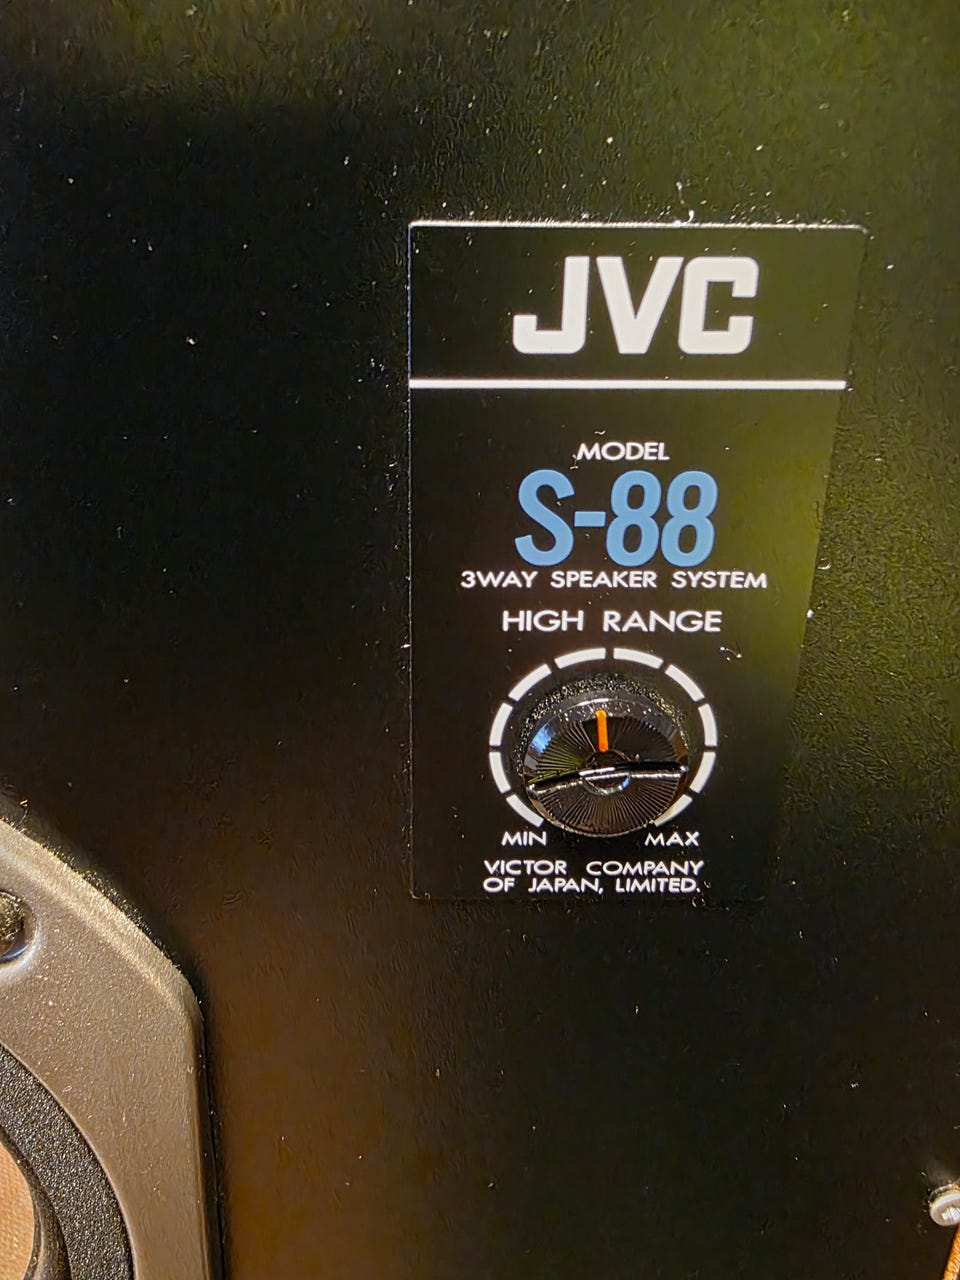 JVC
MODEL
S-88
3WAY SPEAKER SYSTEM
HIGH RANGE
MIN MAX
VICTOR COMPANY
OF JAPAN, LIMITED.